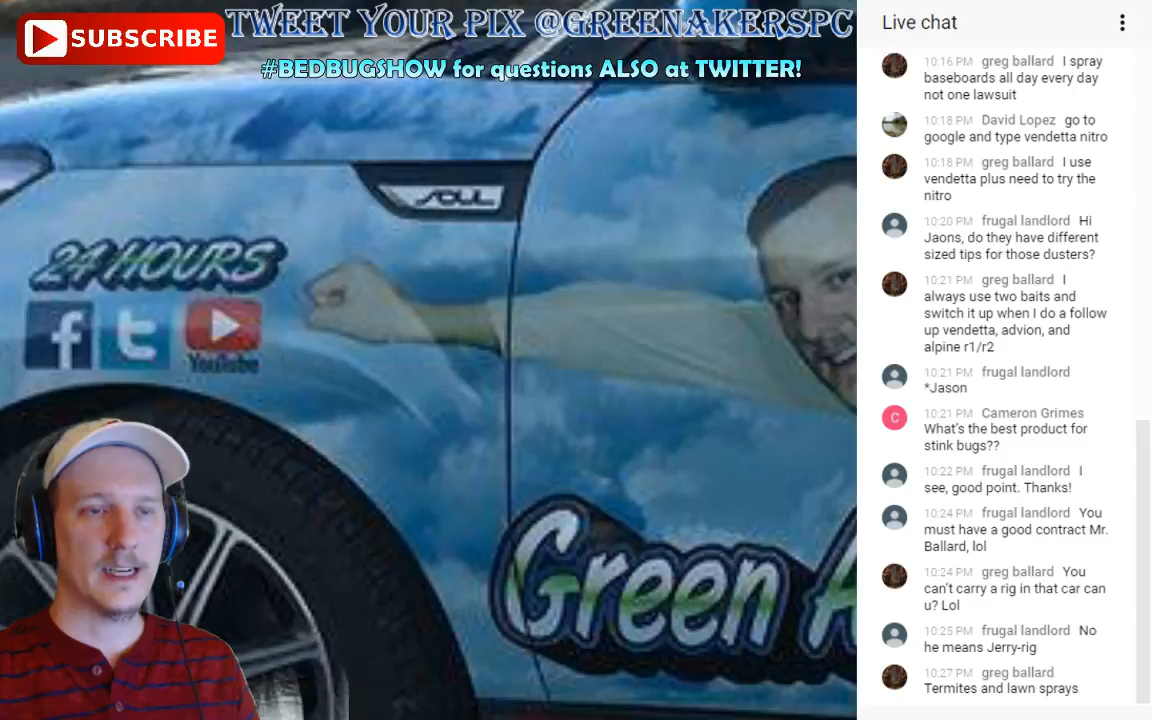 SUBSCRIBE
TWEET YOUR PIX @GREENAKERSPC
#BEDBUGSHOW for questions ALSO at TWITTER!
SOUL
24 HOURS
f t YouTube
Green A
Live chat
10:16 PM greg ballard I spray
baseboards all day every day
not one lawsuit
10:18 PM David Lopez go to
google and type vendetta nitro
10:18 PM greg ballard I use
vendetta plus need to try the
nitro
10:20 PM frugal landlord Hi
Jaons, do they have different
sized tips for those dusters?
10:21 PM greg ballard I
always use two baits and
switch it up when I do a follow
up vendetta, advion, and
alpine r1/r2
10:21 PM frugal landlord
*Jason
C
10:21 PM Cameron Grimes
What's the best product for
stink bugs??
10:22 PM frugal landlord I
see, good point. Thanks!
10:24 PM frugal landlord You
must have a good contract Mr.
Ballard, lol
10:24 PM greg ballard You
can't carry a rig in that car can
u? Lol
10:25 PM frugal landlord No
he means Jerry-rig
10:27 PM greg ballard
Termites and lawn sprays